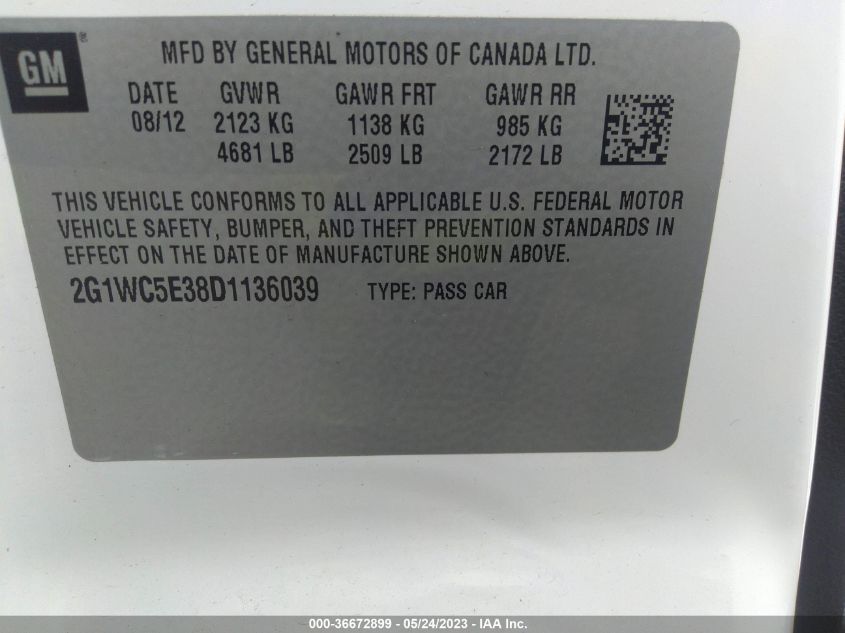 GM®
MFD BY GENERAL MOTORS OF CANADA LTD.
DATE GVWR GAWR FRT GAWR RR
08/12 2123 KG 1138 KG 985 KG
4681 LB 2509 LB 2172 LB
THIS VEHICLE CONFORMS TO ALL APPLICABLE U.S. FEDERAL MOTOR
VEHICLE SAFETY, BUMPER, AND THEFT PREVENTION STANDARDS IN
EFFECT ON THE DATE OF MANUFACTURE SHOWN ABOVE.
2G1WC5E38D1136039 TYPE: PASS CAR
000-36672899 - 05/24/2023 - IAA Inc.